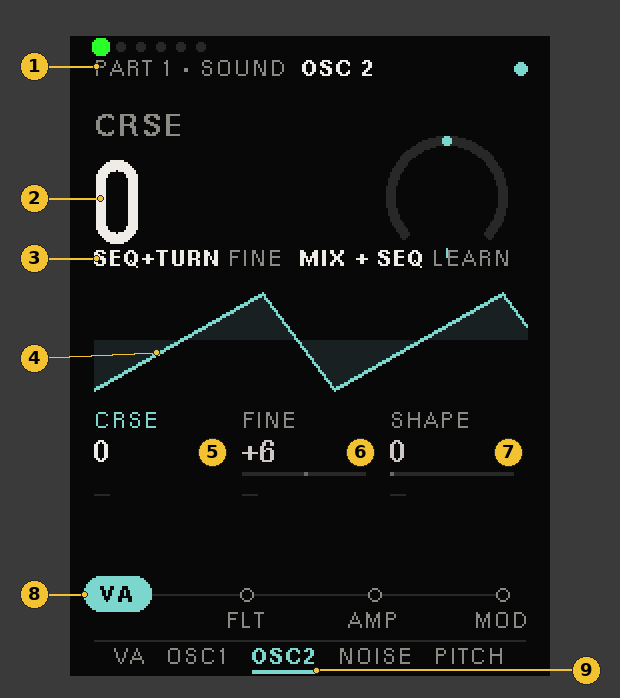 1 PART 1 · SOUND OSC 2
CRSE
2 0
3 SEQ+TURN FINE MIX + SEQ LEARN
4
CRSE FINE SHAPE
0 5 +6 6 0 7
8 VA
FLT AMP MOD
VA OSC1 OSC2 NOISE PITCH
9